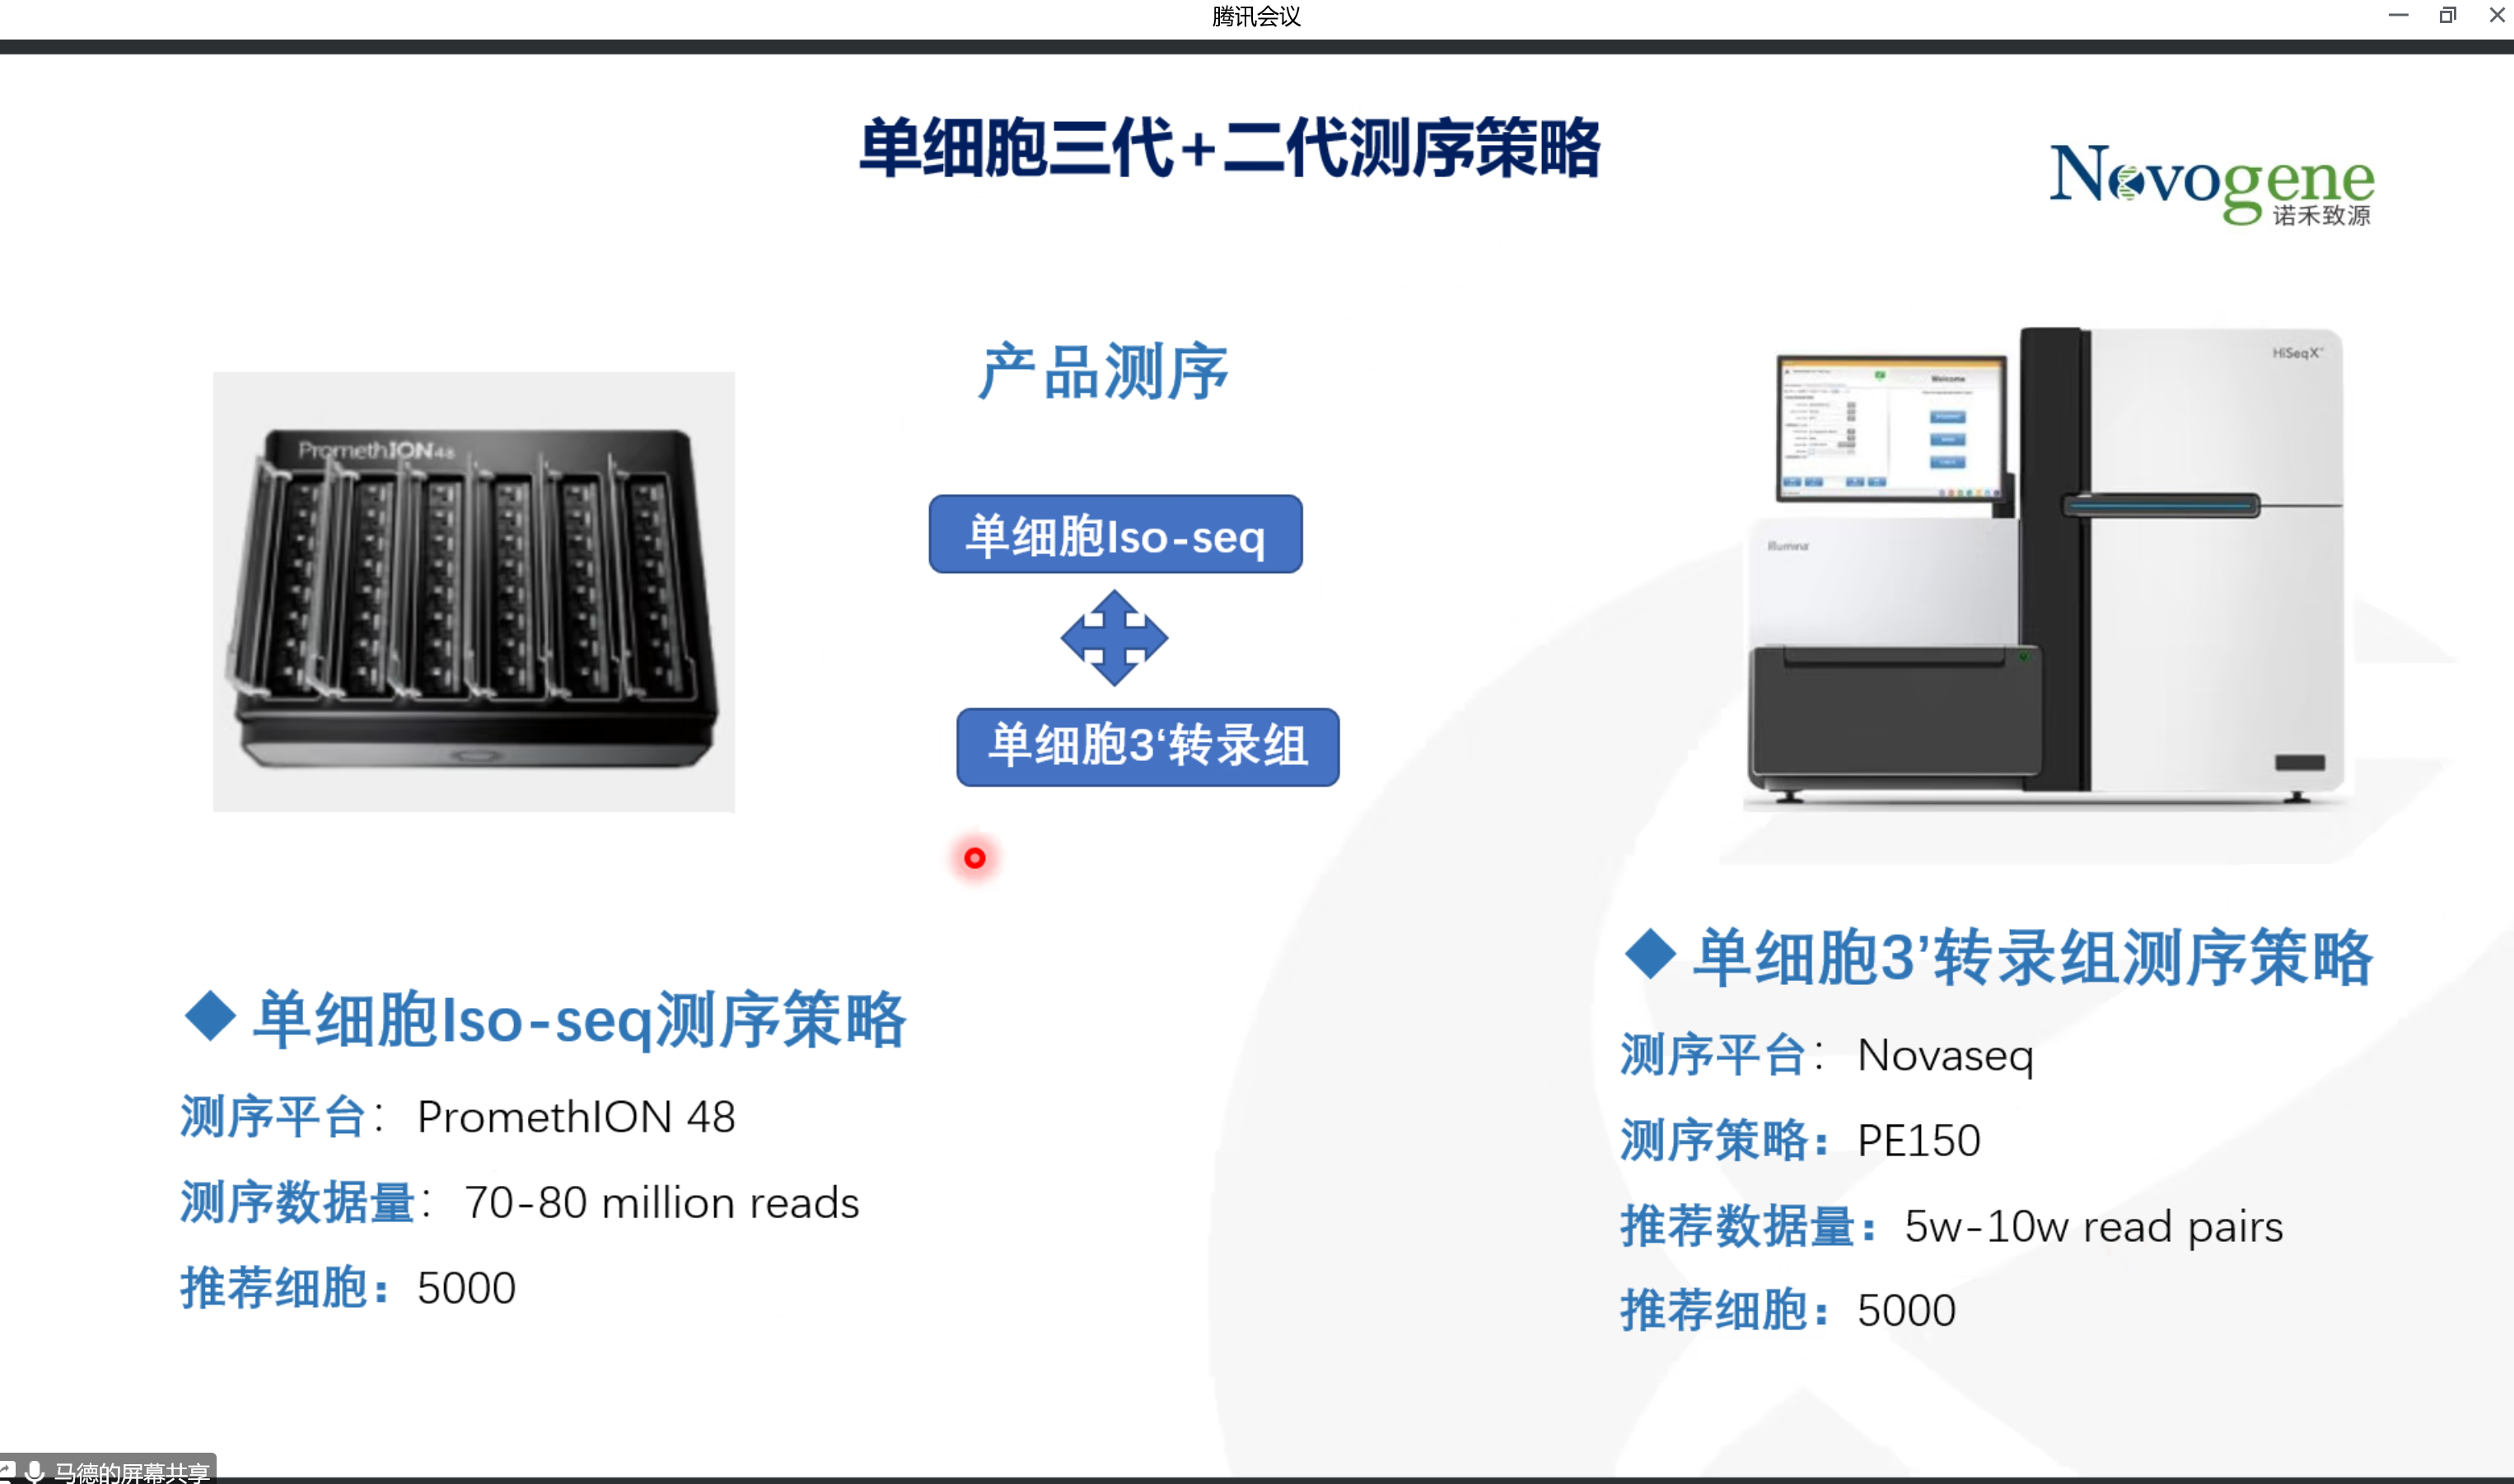 腾讯会议
单细胞三代+二代测序策略
Novogene
诺禾致源
产品测序
PromethION48
HiSeqX™
Welcome
illumina
单细胞Iso-seq
单细胞3‘转录组
单细胞Iso-seq测序策略
测序平台：PromethION 48
测序数据量：70-80 million reads
推荐细胞：5000
单细胞3’转录组测序策略
测序平台：Novaseq
测序策略：PE150
推荐数据量：5w-10w read pairs
推荐细胞：5000
马德的屏幕共享